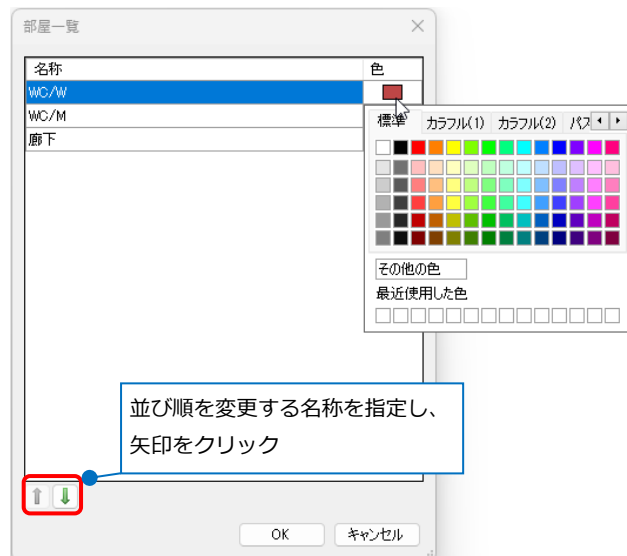 部屋一覧
名称 色
WC/W
WC/M
廊下
標準 カラフル(1) カラフル(2) パス
その他の色
最近使用した色
並び順を変更する名称を指定し、
矢印をクリック
OK キャンセル